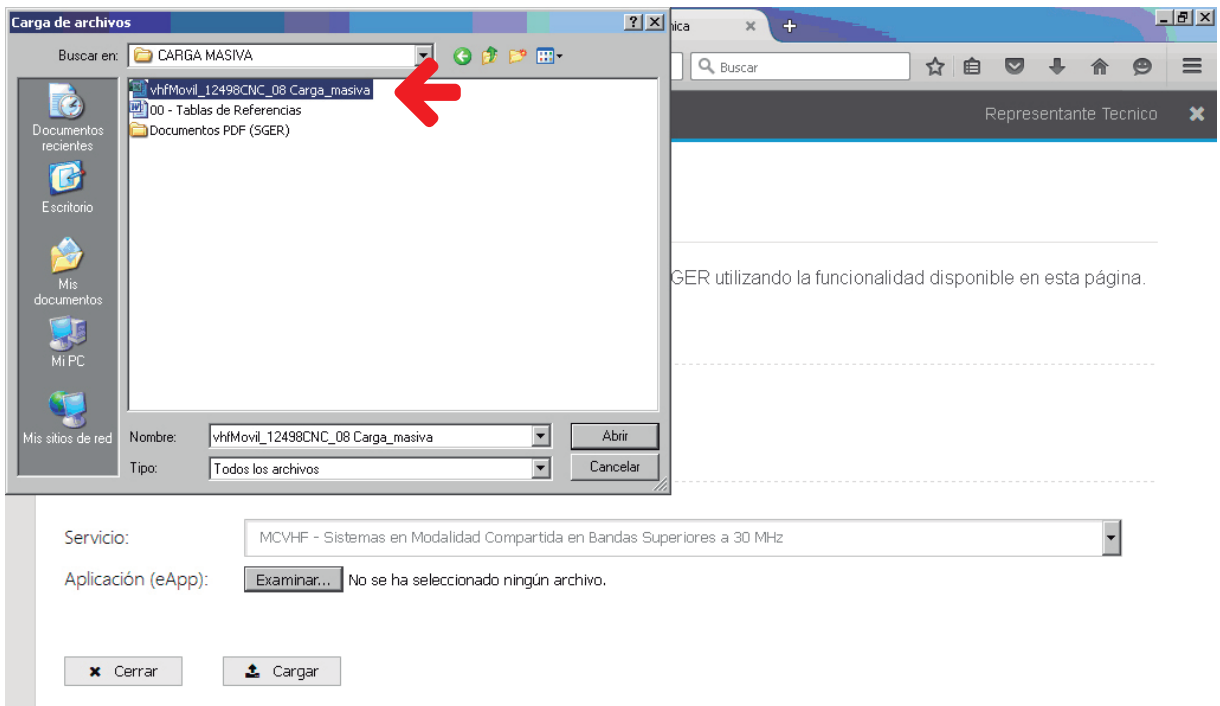 Carga de archivos
nica
Buscar en: CARGA MASIVA
Buscar
vhfMovil_12498CNC_08 Carga_masiva
00 - Tablas de Referencias
Documentos PDF (SGER)
Documentos recientes
Escritorio
Mis documentos
Mi PC
Mis sitios de red
Nombre: vhfMovil_12498CNC_08 Carga_masiva Abrir
Tipo: Todos los archivos Cancelar
Representante Tecnico
GER utilizando la funcionalidad disponible en esta página.
Servicio: MCVHF - Sistemas en Modalidad Compartida en Bandas Superiores a 30 MHz
Aplicación (eApp): Examinar... No se ha seleccionado ningún archivo.
Cerrar Cargar